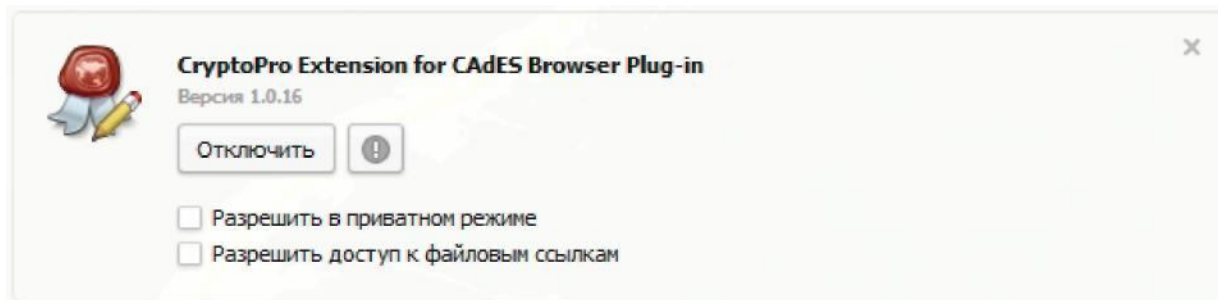 CryptoPro Extension for CAdES Browser Plug-in
Версия 1.0.16
Отключить
Разрешить в приватном режиме
Разрешить доступ к файловым ссылкам